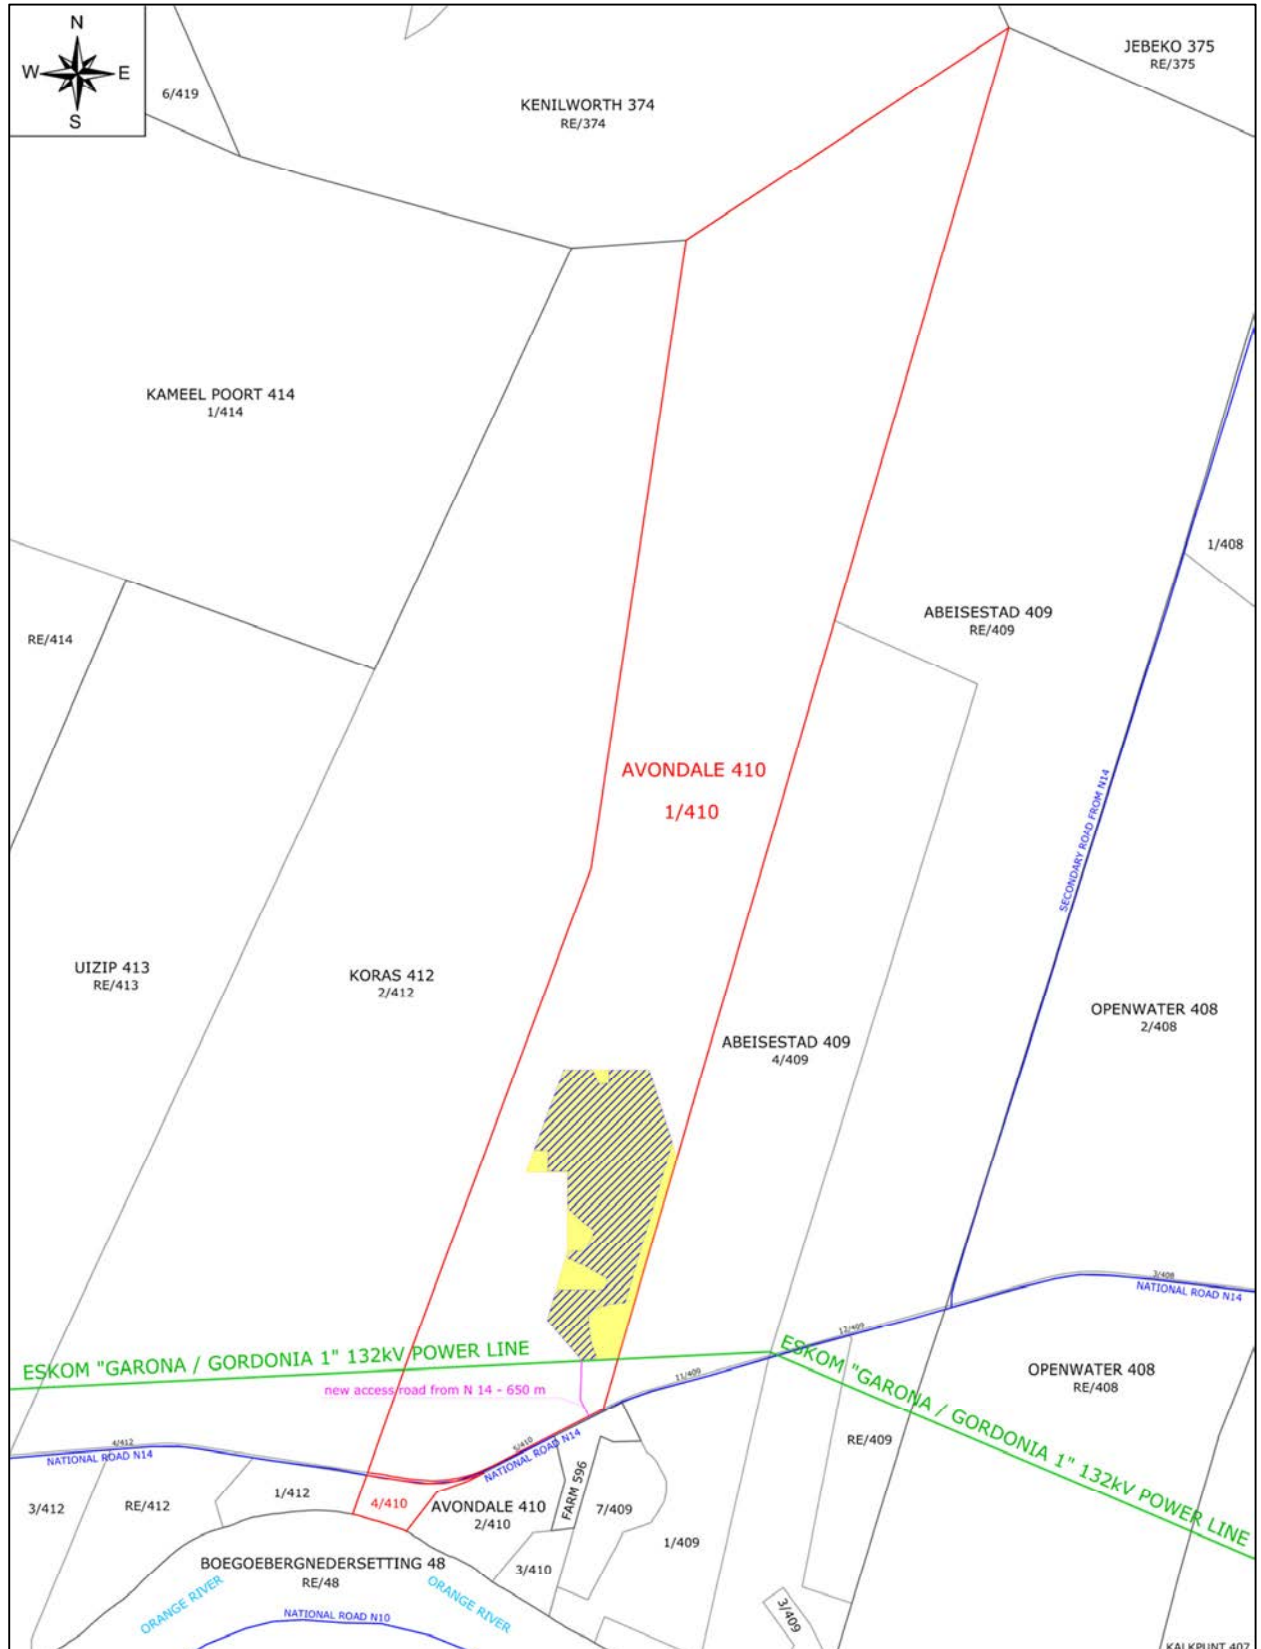 N
W
E
S
6/419
KENILWORTH 374
RE/374
JEBEKO 375
RE/375
KAMEEL POORT 414
1/414
1/408
RE/414
ABEISESTAD 409
RE/409
AVONDALE 410
1/410
SECONDARY ROAD FROM N14
UIZIP 413
RE/413
KORAS 412
2/412
OPENWATER 408
2/408
ABEISESTAD 409
4/409
3/408
NATIONAL ROAD N14
12/409
ESKOM "GARONA / GORDONIA 1" 132kV POWER LINE
ESKOM "GARONA / GORDONIA 1" 132kV POWER LINE
11/409
OPENWATER 408
RE/408
new access road from N 14 - 650 m
4/412
NATIONAL ROAD N14
5/410
NATIONAL ROAD N14
RE/409
3/412
RE/412
1/412
4/410
AVONDALE 410
2/410
FARM 596
7/409
1/409
3/410
BOEGOEBERGNEDERSETTING 48
RE/48
ORANGE RIVER
ORANGE RIVER
NATIONAL ROAD N10
3/409
KALKPUNT 407